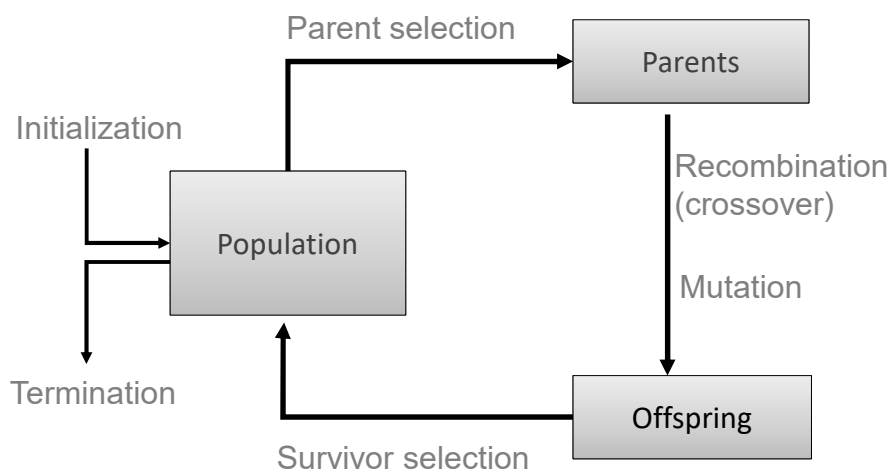 Parent selection
Parents
Initialization
Recombination
(crossover)
Population
Mutation
Termination
Offspring
Survivor selection